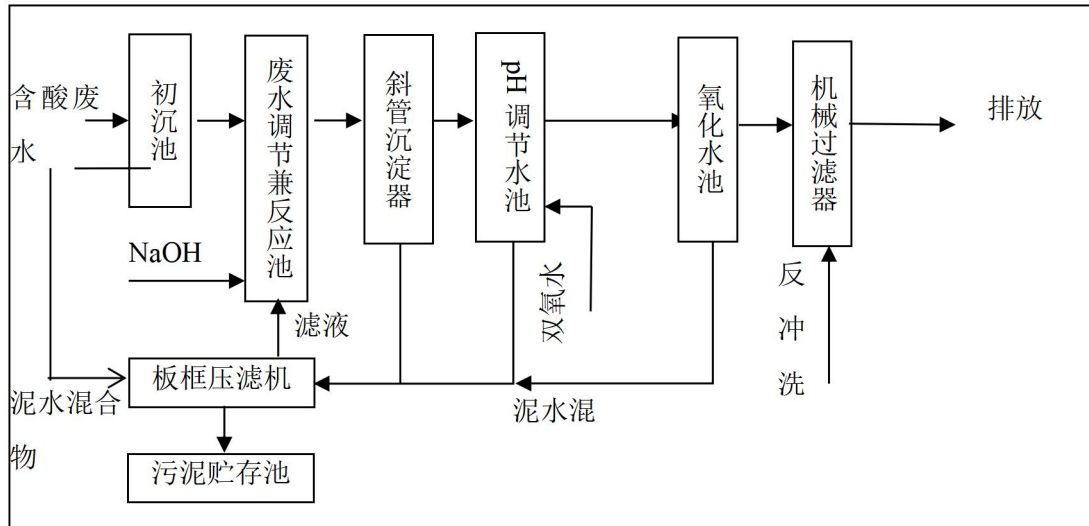 含酸废
水
初沉池
废水调节兼反应池
斜管沉淀器
pH
调节水池
氧化水池
机械过滤器
排放
NaOH
滤液
双氧水
反
冲
洗
板框压滤机
泥水混合
物
泥水混
污泥贮存池